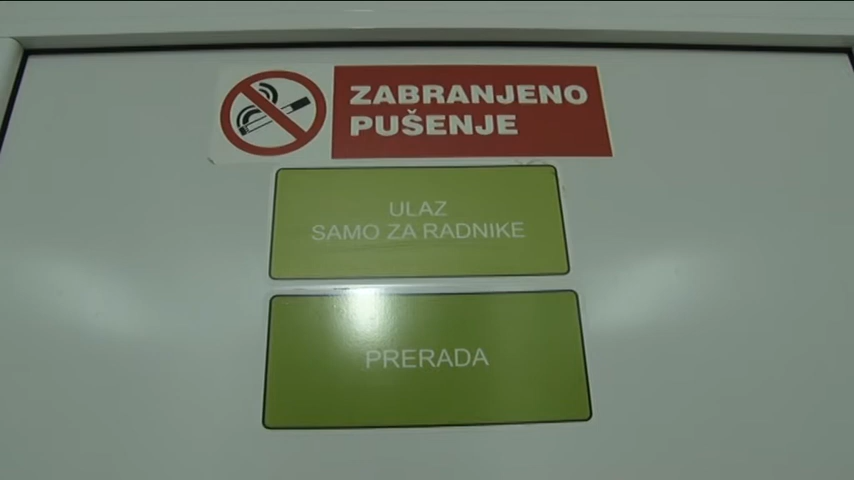 ZABRANJENO
PUŠENJE
ULAZ
SAMO ZA RADNIKE
PRERADA